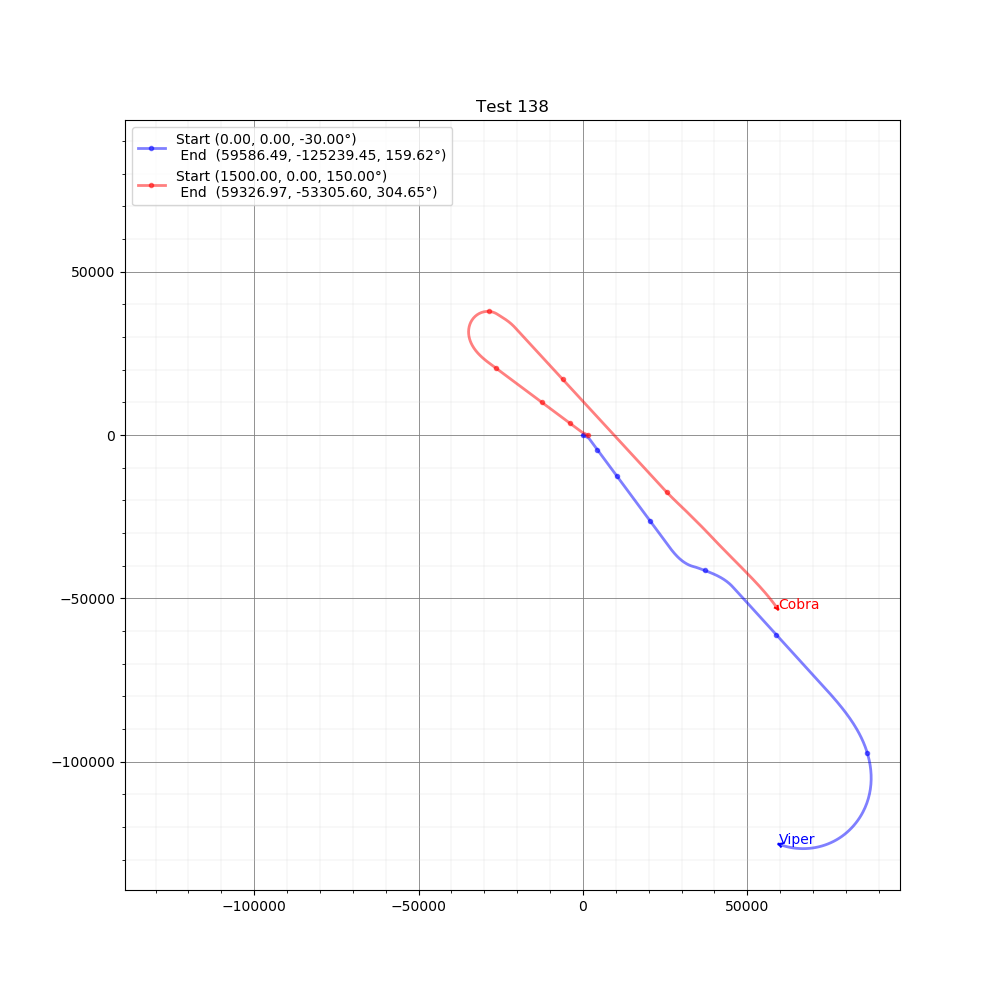 Test 138
Start (0.00, 0.00, -30.00°)
End  (59586.49, -125239.45, 159.62°)
Start (1500.00, 0.00, 150.00°)
End  (59326.97, -53305.60, 304.65°)
50000
0
−50000
−100000
Cobra
Viper
−100000
−50000
0
50000